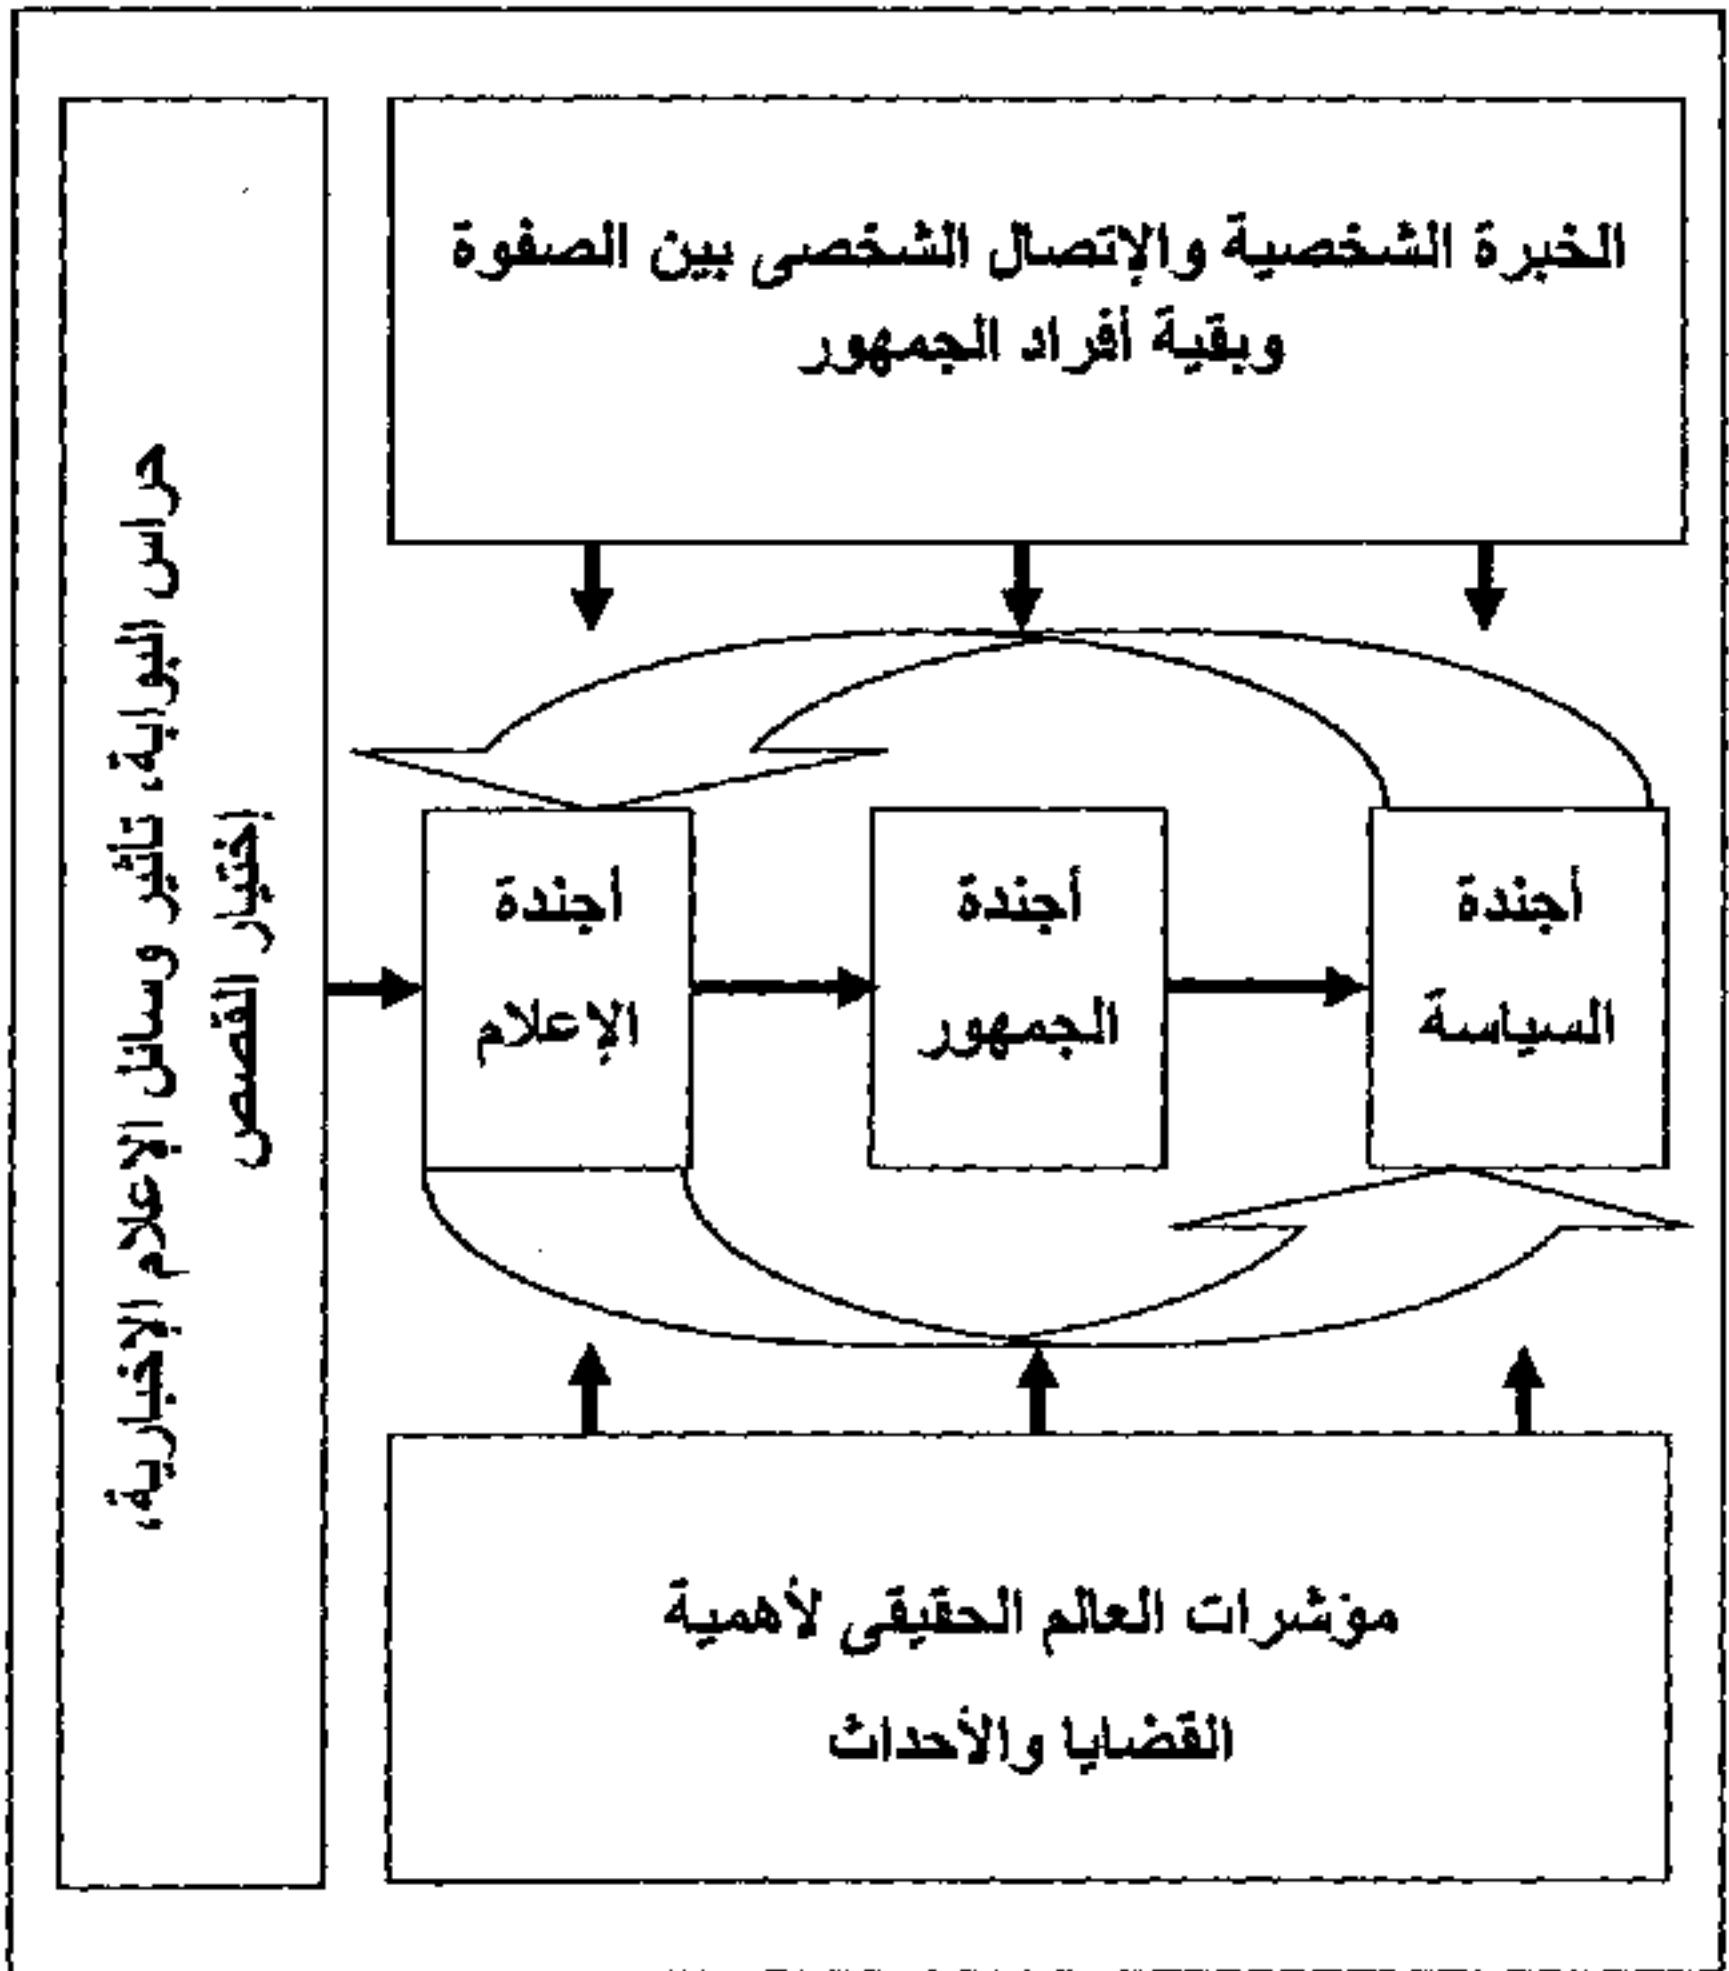 الخبرة الشخصية والإتصال الشخصى بين الصفوة
وبقية أفراد الجمهور
حراس البوابة، تأثير وسائل الإعلام الإخبارية،
إختيار القصص
أجندة
الإعلام
أجندة
الجمهور
أجندة
السياسة
مؤشرات العالم الحقيقى لأهمية
القضايا والأحداث